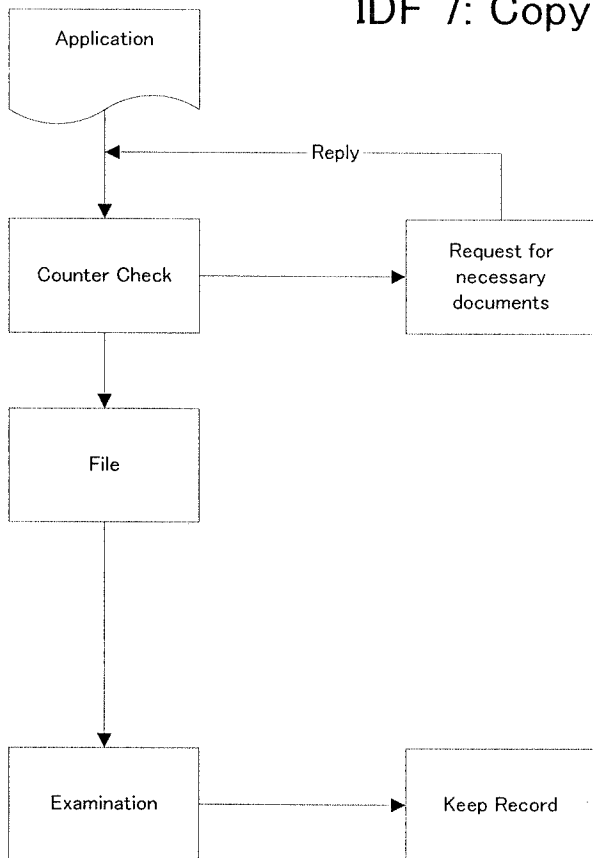 IDF 7: Copy
Application
Reply
Counter Check
Request for
necessary
documents
File
Examination
Keep Record